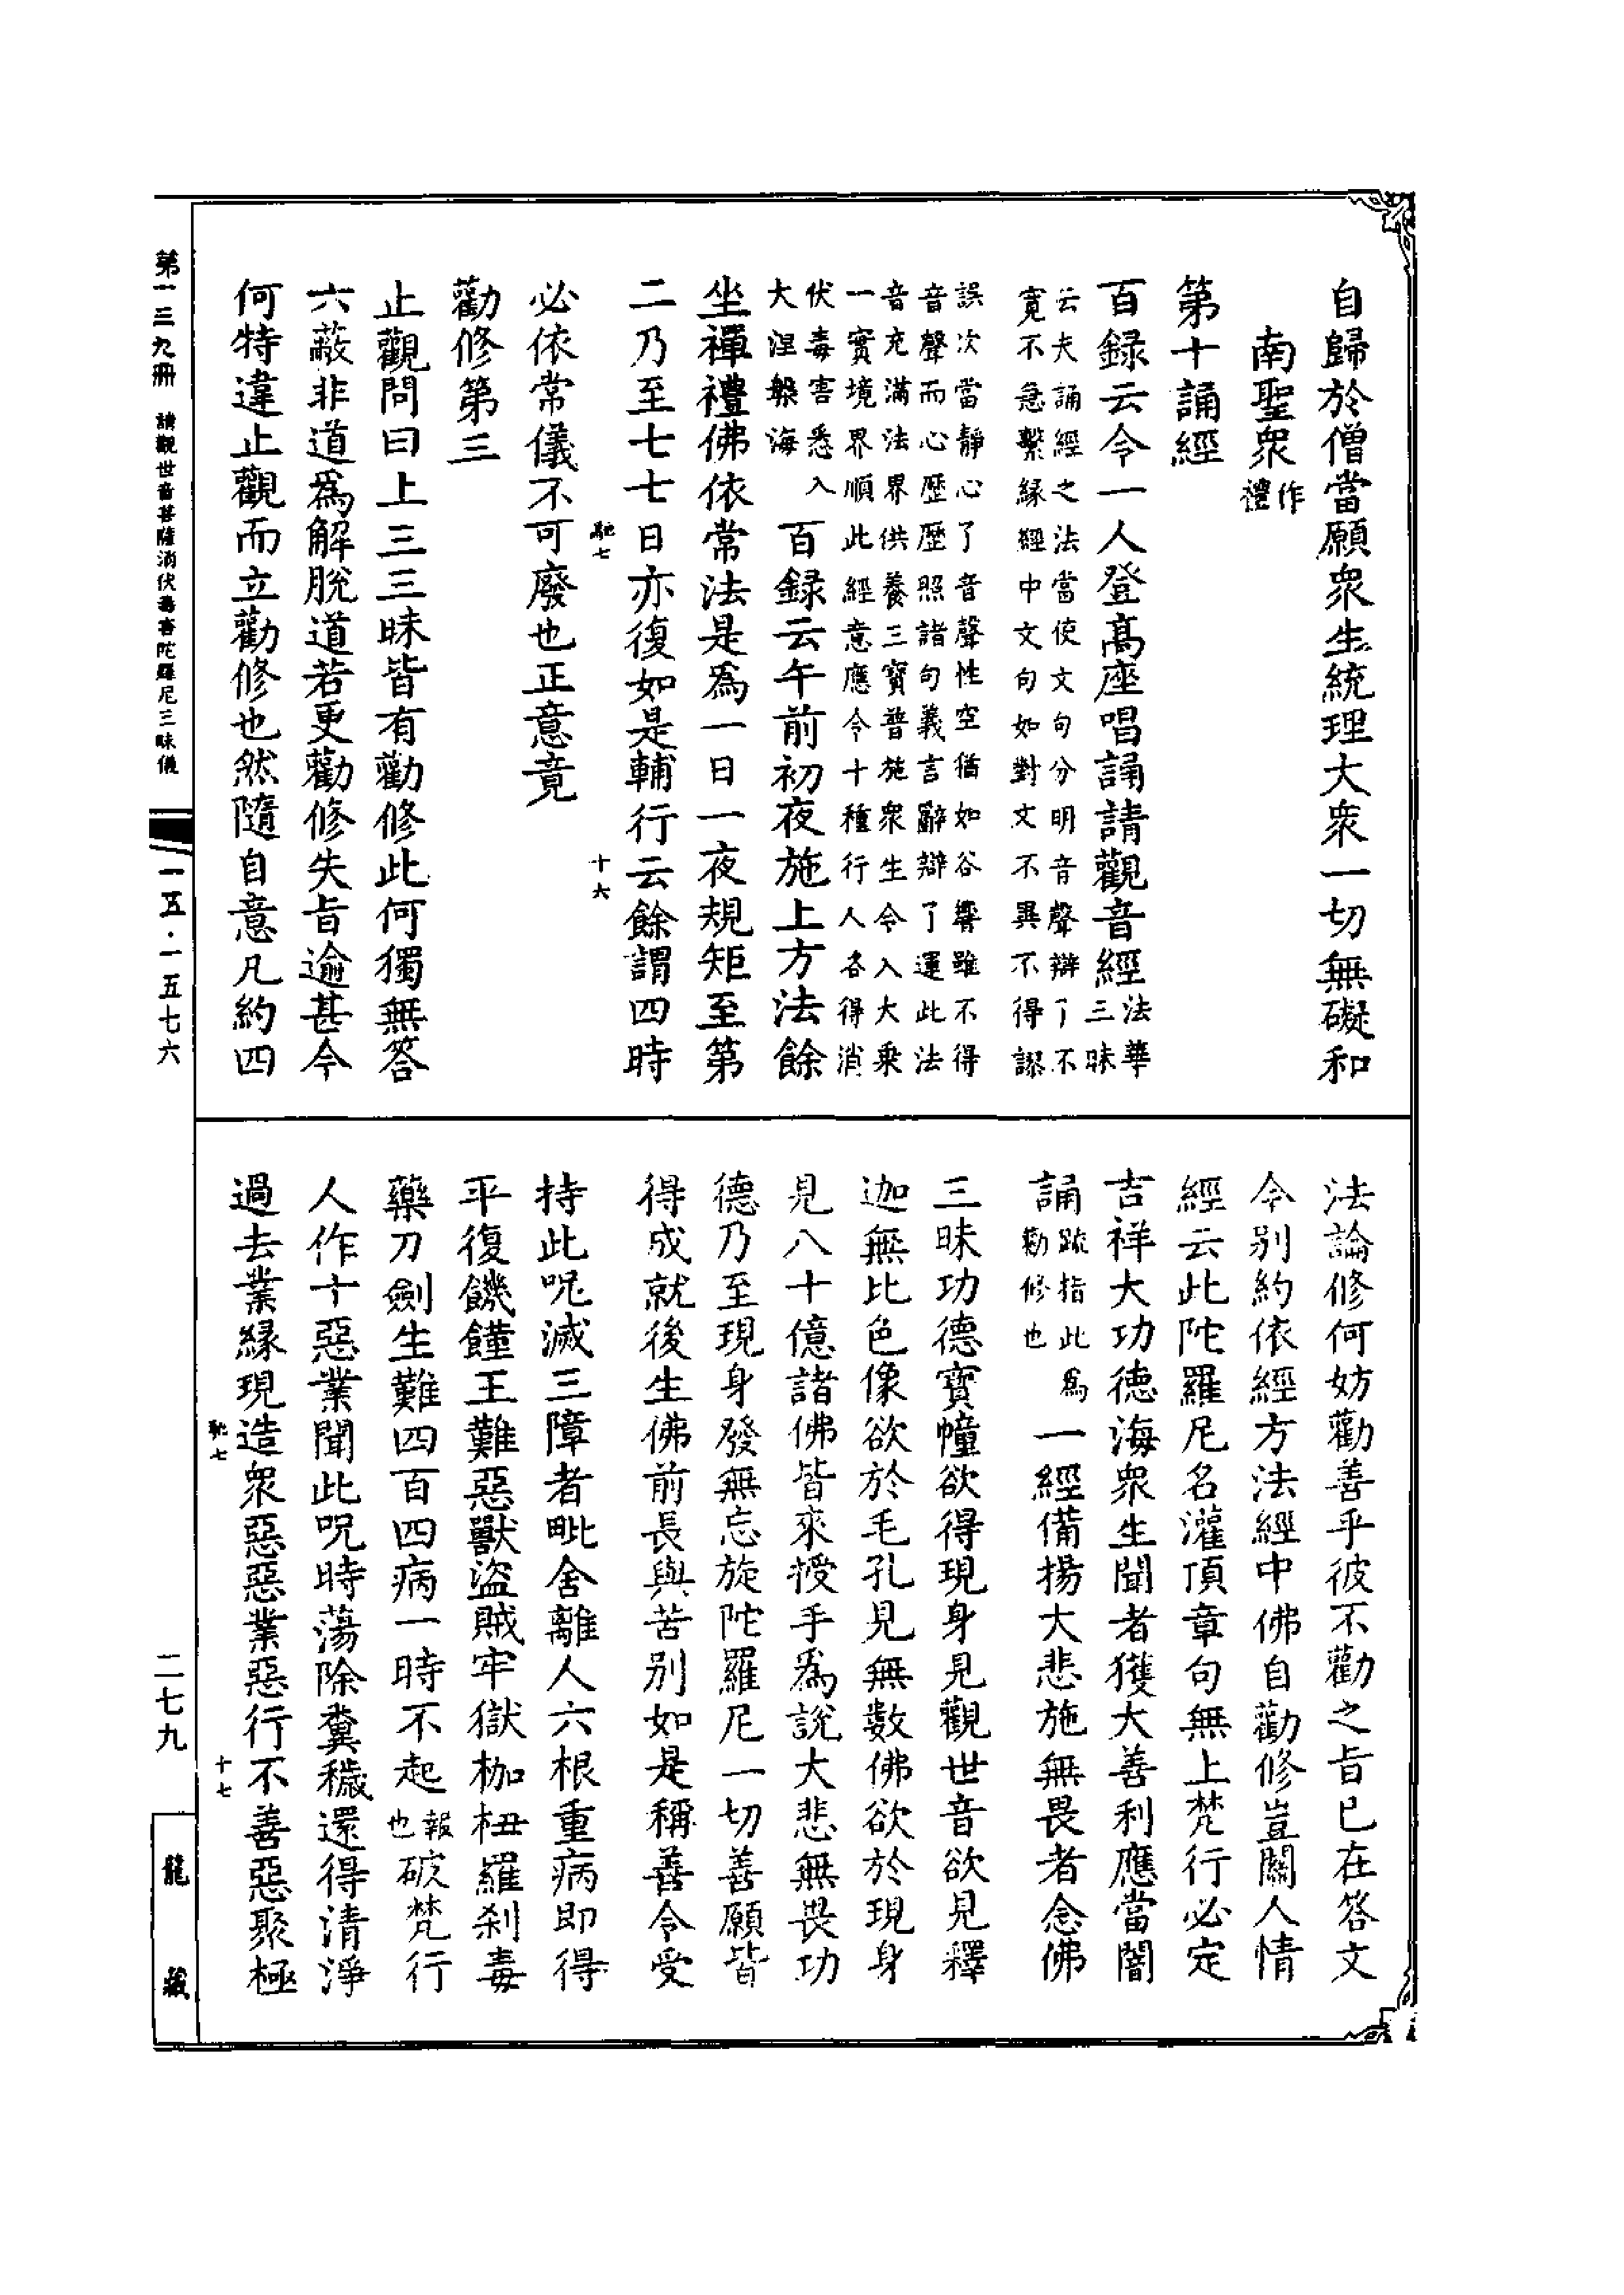 自歸於僧當願衆生統理大衆一切無礙和
南聖衆作禮
第十誦經
百録云令一人登髙座唱誦請觀音經法華三昧
云夫誦經之法當使文句分明音聲辯了不
寛不急繫縁經中文句如對文不異不得謬
誤次當靜心了音聲性空猶如谷響雖不得
音聲而心歴歴照諸句義言辭辯了運此法
音充滿法界供養三寶普施衆生令入大乗
一實境界順此經意應令十種行人各得消
伏毒害悉入
大涅槃海
百録云午前初夜施上方法餘
坐禪禮佛依常法是爲一日一夜規矩至第
二乃至七七日亦復如是輔行云餘謂四時
馳七
十六
必依常儀不可廢也正意竟
勸修第三
止觀問曰上三三昧皆有勸修此何獨無答
六蔽非道爲解脫道若更勸修失旨逾甚今
何特違止觀而立勸修也然隨自意凡約四
法論修何妨勸善乎彼不勸之旨已在答文
今别約依經方法經中佛自勸修豈關人情
經云此陀羅尼名灌頂章句無上梵行必定
吉祥大功德海衆生聞者獲大善利應當闇
誦疏指此爲勸修也一經備揚大悲施無畏者念佛
三昧功德寶幢欲得現身見觀世音欲見釋
迦無比色像欲於毛孔見無數佛欲於現身
見八十億諸佛皆來授手爲説大悲無畏功
德乃至現身發無忘旋陀羅尼一切善願皆
得成就後生佛前長與苦别如是稱善令受
持此呪滅三障者毗舍離人六根重病即得
平復饑饉王難惡獸盜賊牢獄枷杻羅刹毒
藥刀劍生難四百四病一時不起報也破梵行
人作十惡業聞此呪時蕩除糞穢還得清淨
過去業緣現造衆惡惡業惡行不善惡聚極
馳七
十七
第一三九冊　請觀世音菩薩消伏毒害陀羅尼三昧儀
一五·一五七六
二七九
龍藏